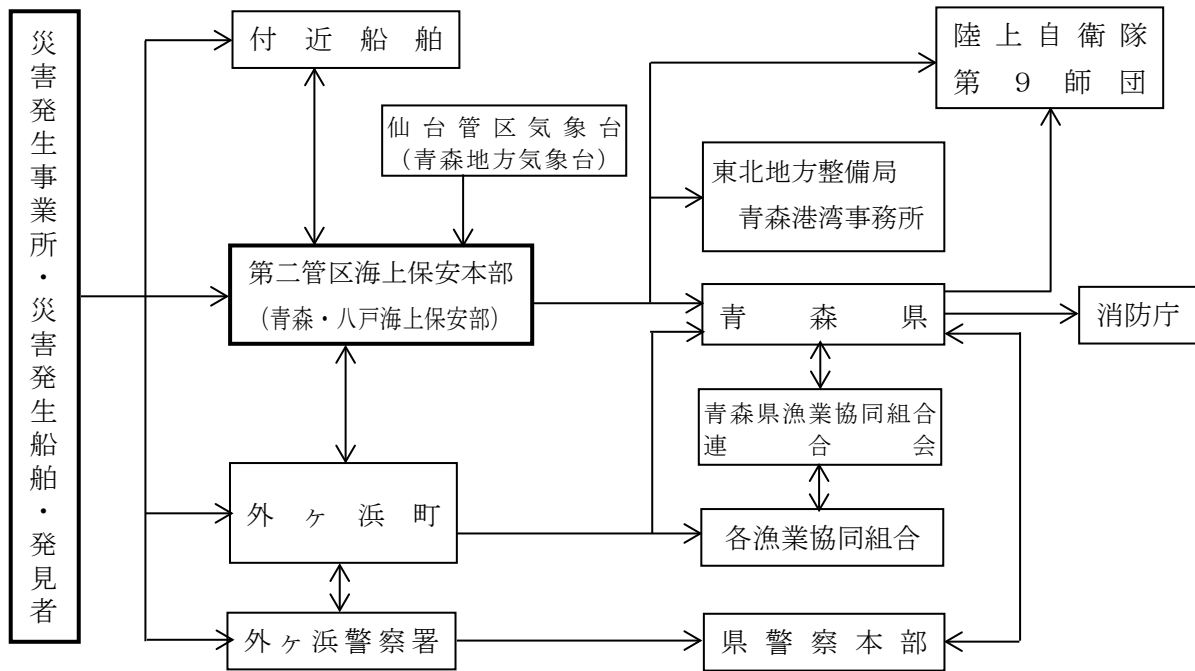 災害発生事業所・災害発生船舶・発見者
付近船舶
仙台管区気象台
(青森地方気象台)
第二管区海上保安本部
(青森・八戸海上保安部)
外ヶ浜町
外ヶ浜警察署
陸上自衛隊
第9師団
東北地方整備局
青森港湾事務所
青森県
消防庁
青森県漁業協同組合
連合会
各漁業協同組合
県警察本部